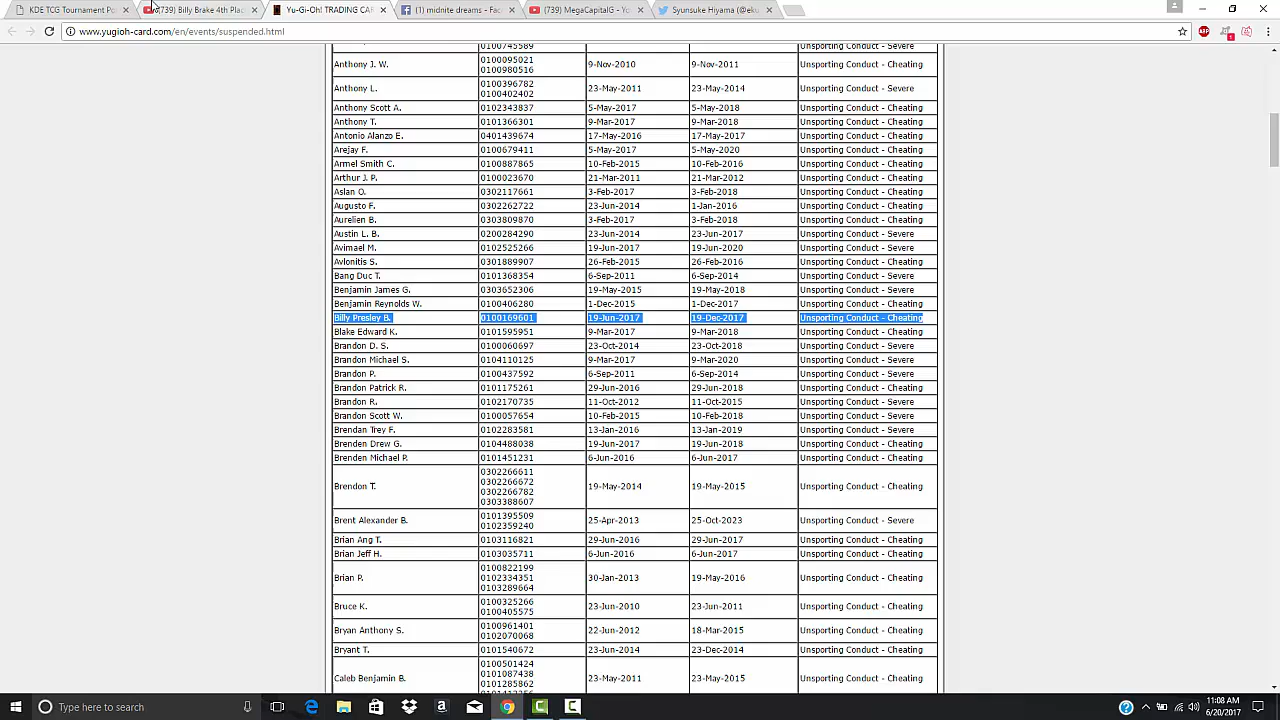 KDE TCG Tournament Po
(739) Billy Brake 4th Plac
Yu-Gi-Oh! TRADING CAR
(1) midnite dreams - Fac
(739) MegaCapitalG - Yo
Syunsuke Hiyama (@eku
www.yugioh-card.com/en/events/suspended.html
0100745589 Unsporting Conduct - Severe
Anthony J. W. 0100095021 9-Nov-2010 9-Nov-2011 Unsporting Conduct - Cheating
0100980516
Anthony L. 0100396782 23-May-2011 23-May-2014 Unsporting Conduct - Severe
0100402402
Anthony Scott A. 0102343837 5-May-2017 5-May-2018 Unsporting Conduct - Cheating
Anthony T. 0101366301 9-Mar-2017 9-Mar-2018 Unsporting Conduct - Cheating
Antonio Alanzo E. 0401439674 17-May-2016 17-May-2017 Unsporting Conduct - Cheating
Arejay F. 0100679411 5-May-2017 5-May-2020 Unsporting Conduct - Cheating
Armel Smith C. 0100887865 10-Feb-2015 10-Feb-2016 Unsporting Conduct - Cheating
Arthur J. P. 0100023670 21-Mar-2011 21-Mar-2012 Unsporting Conduct - Cheating
Aslan O. 0302117661 3-Feb-2017 3-Feb-2018 Unsporting Conduct - Cheating
Augusto F. 0302262722 23-Jun-2014 1-Jan-2016 Unsporting Conduct - Cheating
Aurelien B. 0303809870 3-Feb-2017 3-Feb-2018 Unsporting Conduct - Cheating
Austin L. B. 0200284290 23-Jun-2014 23-Jun-2017 Unsporting Conduct - Severe
Avimael M. 0102525266 19-Jun-2017 19-Jun-2020 Unsporting Conduct - Severe
Avlonitis S. 0301889907 26-Feb-2015 26-Feb-2016 Unsporting Conduct - Cheating
Bang Duc T. 0101368354 6-Sep-2011 6-Sep-2014 Unsporting Conduct - Severe
Benjamin James G. 0303652306 19-May-2015 19-May-2018 Unsporting Conduct - Severe
Benjamin Reynolds W. 0100406280 1-Dec-2015 1-Dec-2017 Unsporting Conduct - Cheating
Billy Presley B. 0100169601 19-Jun-2017 19-Dec-2017 Unsporting Conduct - Cheating
Blake Edward K. 0101595951 9-Mar-2017 9-Mar-2018 Unsporting Conduct - Cheating
Brandon D. S. 0100060697 23-Oct-2014 23-Oct-2018 Unsporting Conduct - Severe
Brandon Michael S. 0104110125 9-Mar-2017 9-Mar-2020 Unsporting Conduct - Severe
Brandon P. 0100437592 6-Sep-2011 6-Sep-2014 Unsporting Conduct - Severe
Brandon Patrick R. 0101175261 29-Jun-2016 29-Jun-2018 Unsporting Conduct - Cheating
Brandon R. 0102170735 11-Oct-2012 11-Oct-2015 Unsporting Conduct - Severe
Brandon Scott W. 0100057654 10-Feb-2015 10-Feb-2018 Unsporting Conduct - Severe
Brendan Trey F. 0102283581 13-Jan-2016 13-Jan-2019 Unsporting Conduct - Severe
Brenden Drew G. 0104488038 19-Jun-2017 19-Jun-2018 Unsporting Conduct - Cheating
Brenden Michael P. 0101451231 6-Jun-2016 6-Jun-2017 Unsporting Conduct - Cheating
0302266611
0302266672
Brendon T. 19-May-2014 19-May-2015 Unsporting Conduct - Cheating
0302266782
0303388607
Brent Alexander B. 0101395509 25-Apr-2013 25-Oct-2023 Unsporting Conduct - Severe
0102359240
Brian Ang T. 0103116821 29-Jun-2016 29-Jun-2017 Unsporting Conduct - Cheating
Brian Jeff H. 0103035711 6-Jun-2016 6-Jun-2017 Unsporting Conduct - Cheating
0100822199
Brian P. 0102334351 30-Jan-2013 19-May-2016 Unsporting Conduct - Cheating
0103289664
Bruce K. 0100325266 23-Jun-2010 23-Jun-2011 Unsporting Conduct - Cheating
0100405575
Bryan Anthony S. 0100961401 22-Jun-2012 18-Mar-2015 Unsporting Conduct - Cheating
0102070068
Bryant T. 0101540672 23-Jun-2014 23-Dec-2014 Unsporting Conduct - Cheating
0100501424
0101087438
Caleb Benjamin B. 23-May-2011 23-May-2015 Unsporting Conduct - Cheating
0101285862
Type here to search
11:08 AM
6/20/2017